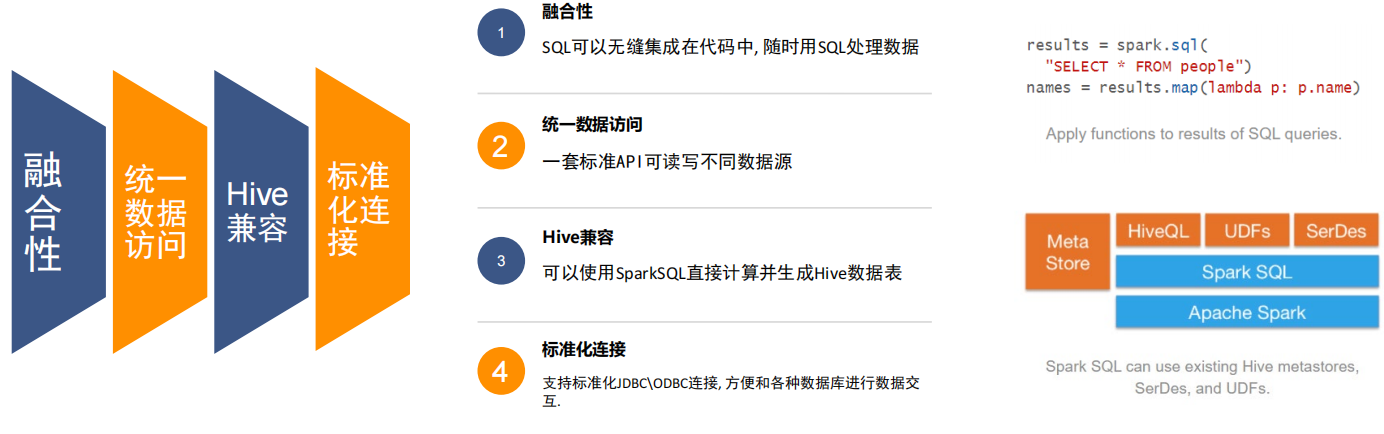 融
合
性
统一
数据
访问
Hive
兼容
标准
化连
接
1
融合性
SQL可以无缝集成在代码中, 随时用SQL处理数据
2
统一数据访问
一套标准API可读写不同数据源
3
Hive兼容
可以使用SparkSQL直接计算并生成Hive数据表
4
标准化连接
支持标准化JDBC\ODBC连接, 方便和各种数据库进行数据交
互.
results = spark.sql(
"SELECT * FROM people")
names = results.map(lambda p: p.name)
Apply functions to results of SQL queries.
Meta
Store
HiveQL
UDFs
SerDes
Spark SQL
Apache Spark
Spark SQL can use existing Hive metastores,
SerDes, and UDFs.